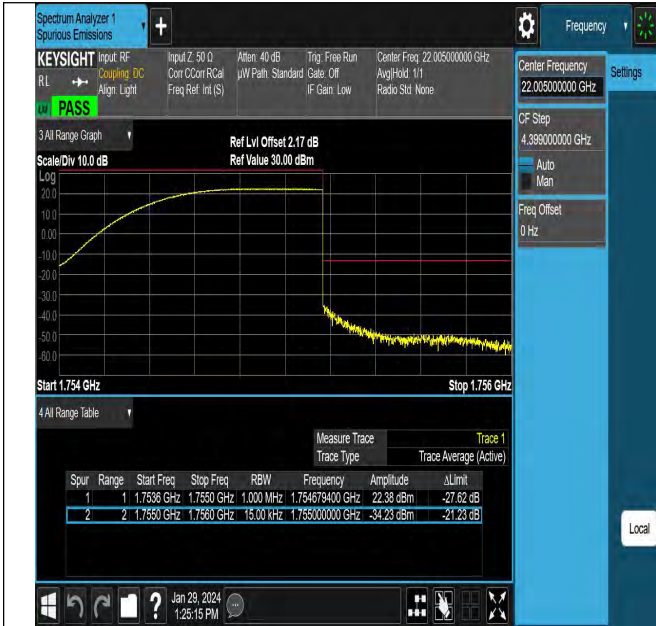 Spectrum Analyzer 1
Spurious Emissions
Frequency
KEYSIGHT Input: RF Input Z: 50 Ω Atten: 40 dB Trig: Free Run Center Freq: 22.005000000 GHz
RL Coupling: DC Corr CCorr RCal µW Path: Standard Gate: Off Avg|Hold: 1/1
Align: Light Freq Ref: Int (S) IF Gain: Low Radio Std: None
PASS
Center Frequency
22.005000000 GHz
Settings
CF Step
4.399000000 GHz
Auto
Man
Freq Offset
0 Hz
3 All Range Graph
Ref Lvl Offset 2.17 dB
Scale/Div 10.0 dB Ref Value 30.00 dBm
Log
20.0
10.0
0.00
-10.0
-20.0
-30.0
-40.0
-50.0
-60.0
Start 1.754 GHz Stop 1.756 GHz
4 All Range Table
Measure Trace Trace 1
Trace Type Trace Average (Active)
Spur Range Start Freq Stop Freq RBW Frequency Amplitude ΔLimit
1 1 1.7536 GHz 1.7550 GHz 1.000 MHz 1.754679400 GHz 22.38 dBm -27.62 dB
2 2 1.7550 GHz 1.7560 GHz 15.00 kHz 1.755000000 GHz -34.23 dBm -21.23 dB
Local
Jan 29, 2024
1:25:15 PM